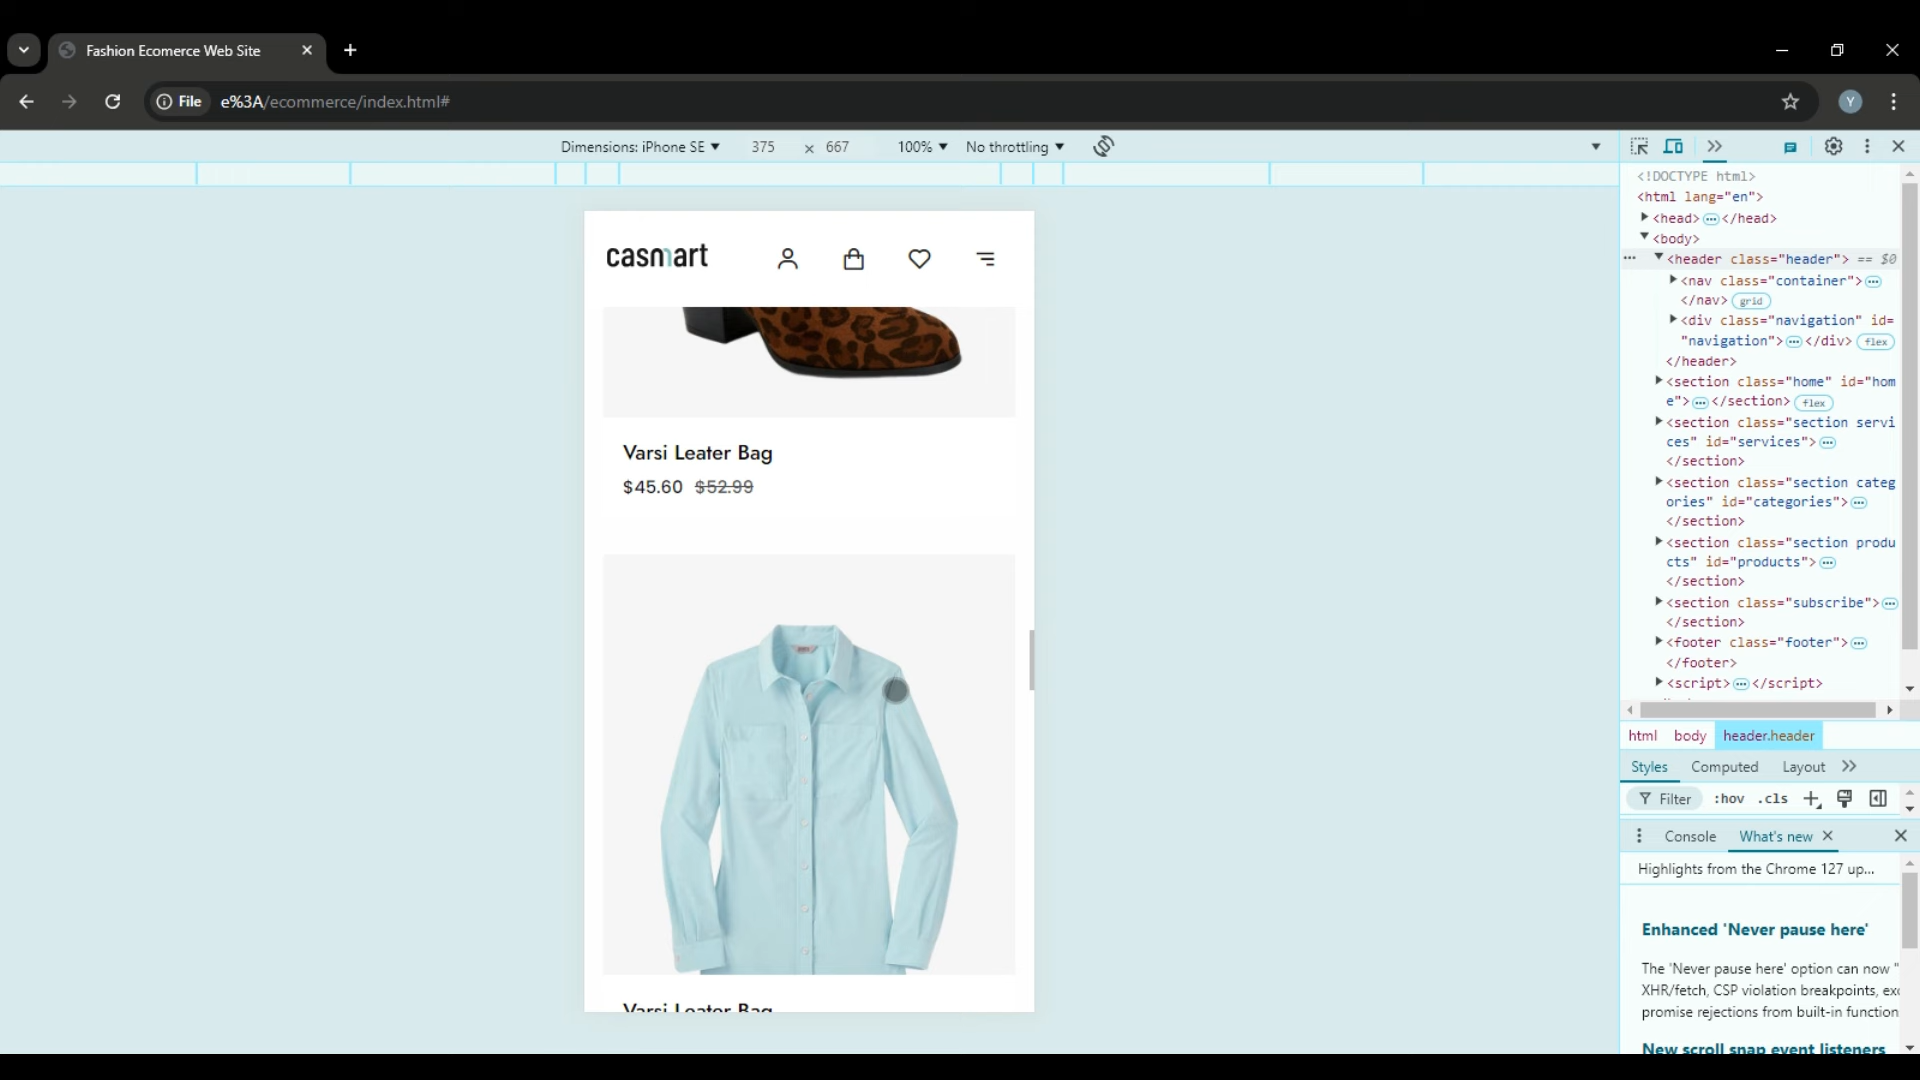 Fashion Ecomerce Web Site
File e%3A/ecommerce/index.html#
Y
Dimensions: iPhone SE 375 x 667 100% No throttling
casmart
Varsi Leater Bag
$45.60 $52.99
Varsi Leater Bag
<!DOCTYPE html>
<html lang="en">
<head> … </head>
<body>
… <header class="header"> == $0
<nav class="container"> …
</nav> grid
<div class="navigation" id=
"navigation"> … </div> flex
</header>
<section class="home" id="hom
e"> … </section> flex
<section class="section servi
ces" id="services"> …
</section>
<section class="section categ
ories" id="categories"> …
</section>
<section class="section produ
cts" id="products"> …
</section>
<section class="subscribe"> …
</section>
<footer class="footer"> …
</footer>
<script> … </script>
html body header.header
Styles Computed Layout
Filter :hov .cls
Console What's new
Highlights from the Chrome 127 up...
Enhanced 'Never pause here'
The 'Never pause here' option can now "
XHR/fetch, CSP violation breakpoints, exc
promise rejections from built-in function
New scroll snap event listeners